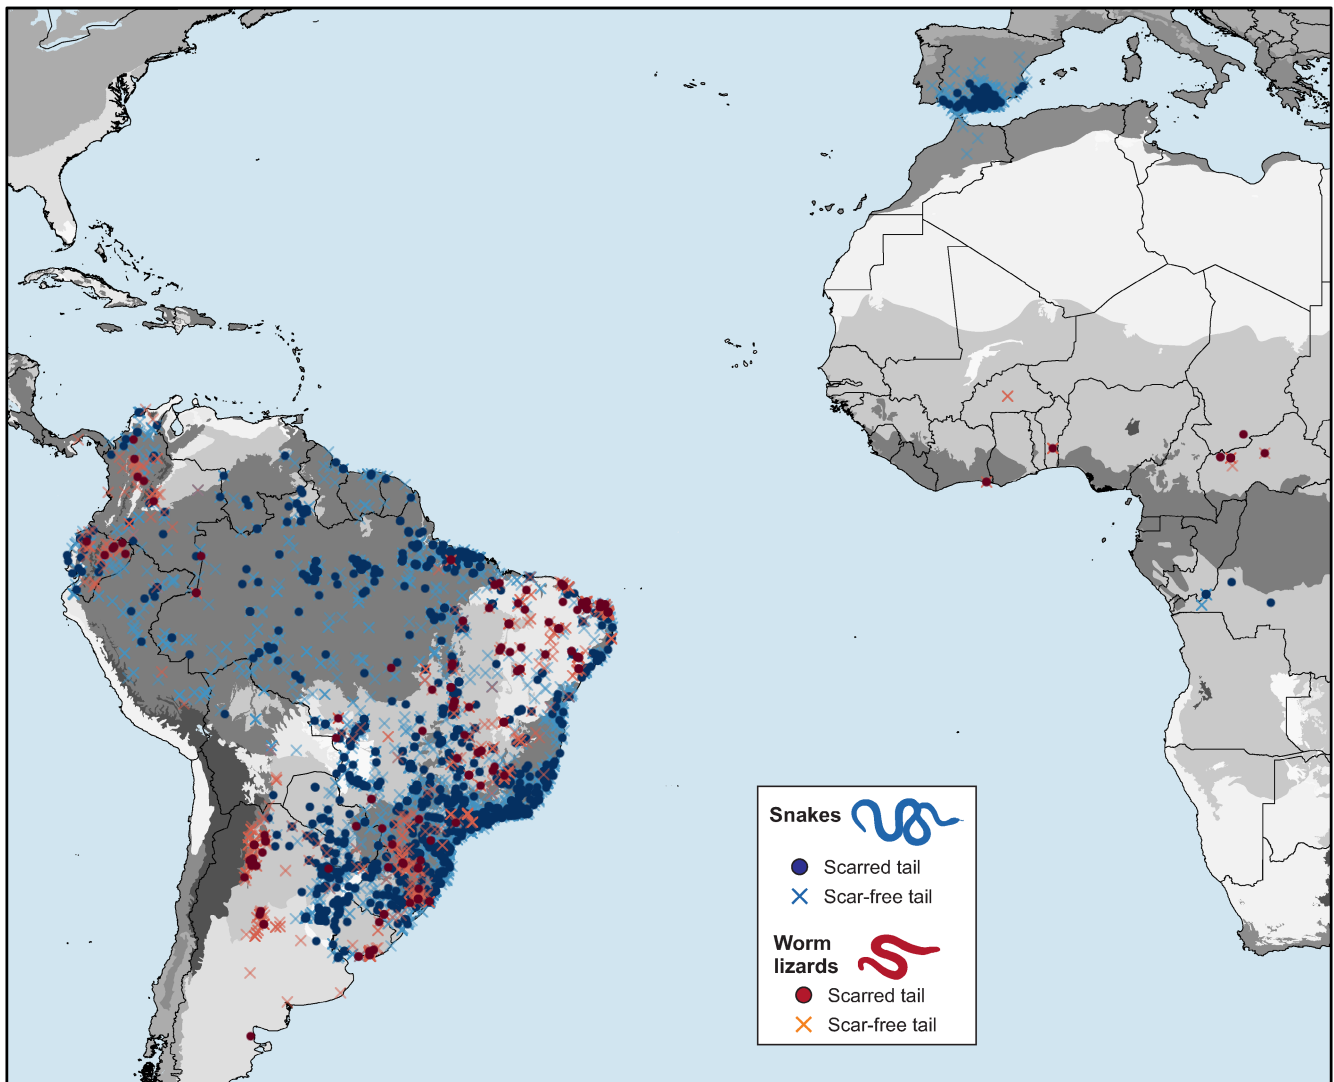 Snakes
Scarred tail
Scar-free tail
Worm
lizards
Scarred tail
Scar-free tail